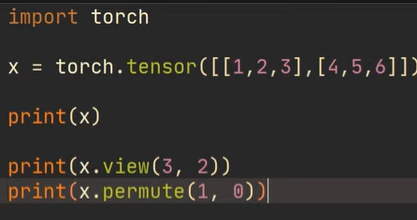 import torch
x = torch.tensor([[1,2,3],[4,5,6]])
print(x)
print(x.view(3, 2))
print(x.permute(1, 0))